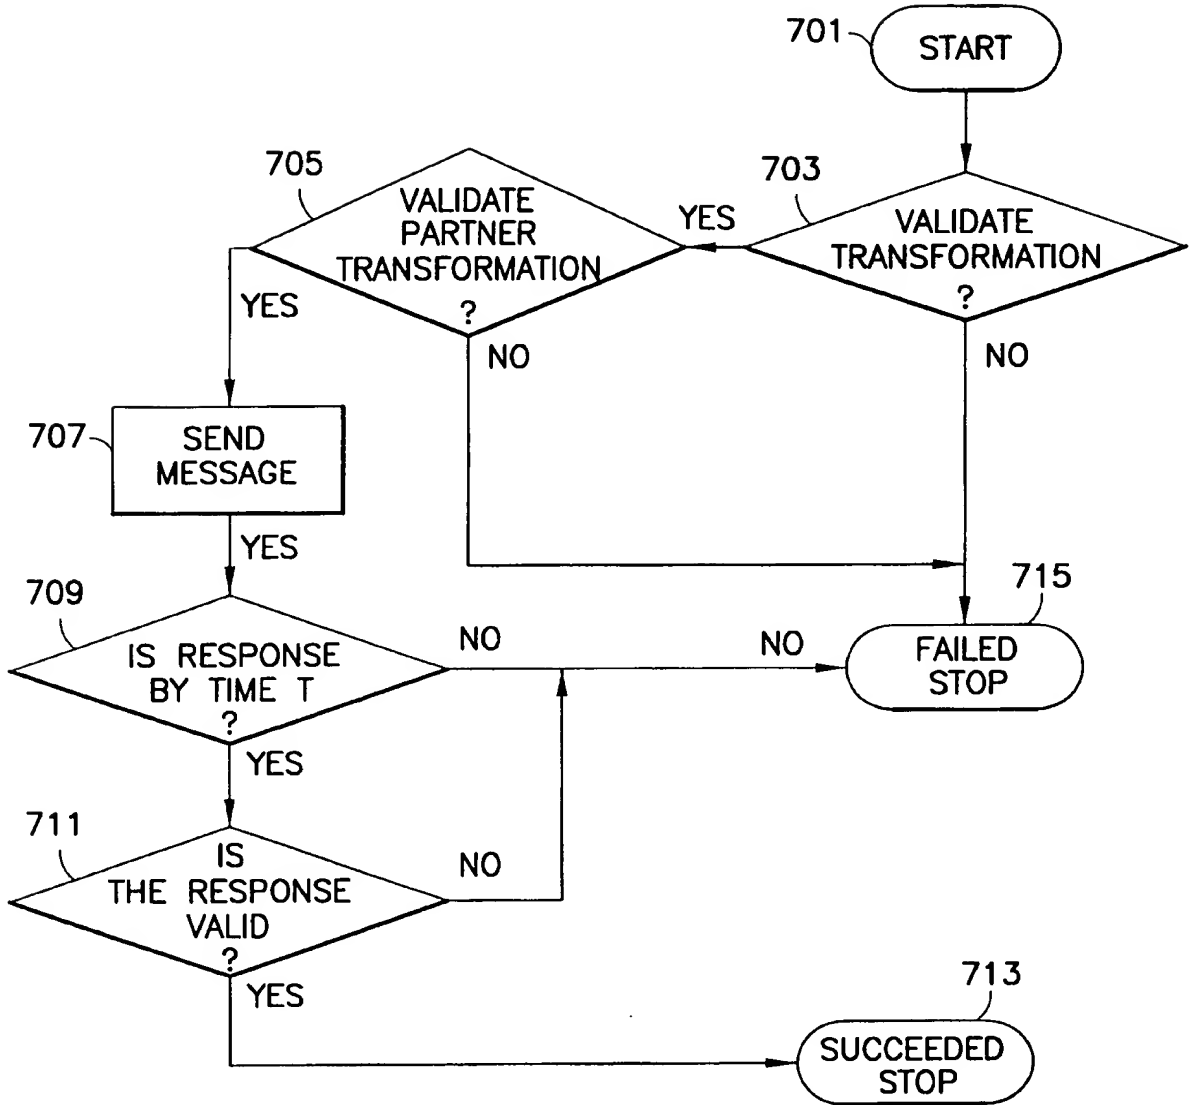 701
START
705
703
VALIDATE
PARTNER
TRANSFORMATION
?
YES
VALIDATE
TRANSFORMATION
?
YES
NO
NO
707
SEND
MESSAGE
YES
709
715
IS RESPONSE
BY TIME T
?
NO
NO
FAILED
STOP
YES
711
IS
THE RESPONSE
VALID
?
NO
YES
713
SUCCEEDED
STOP